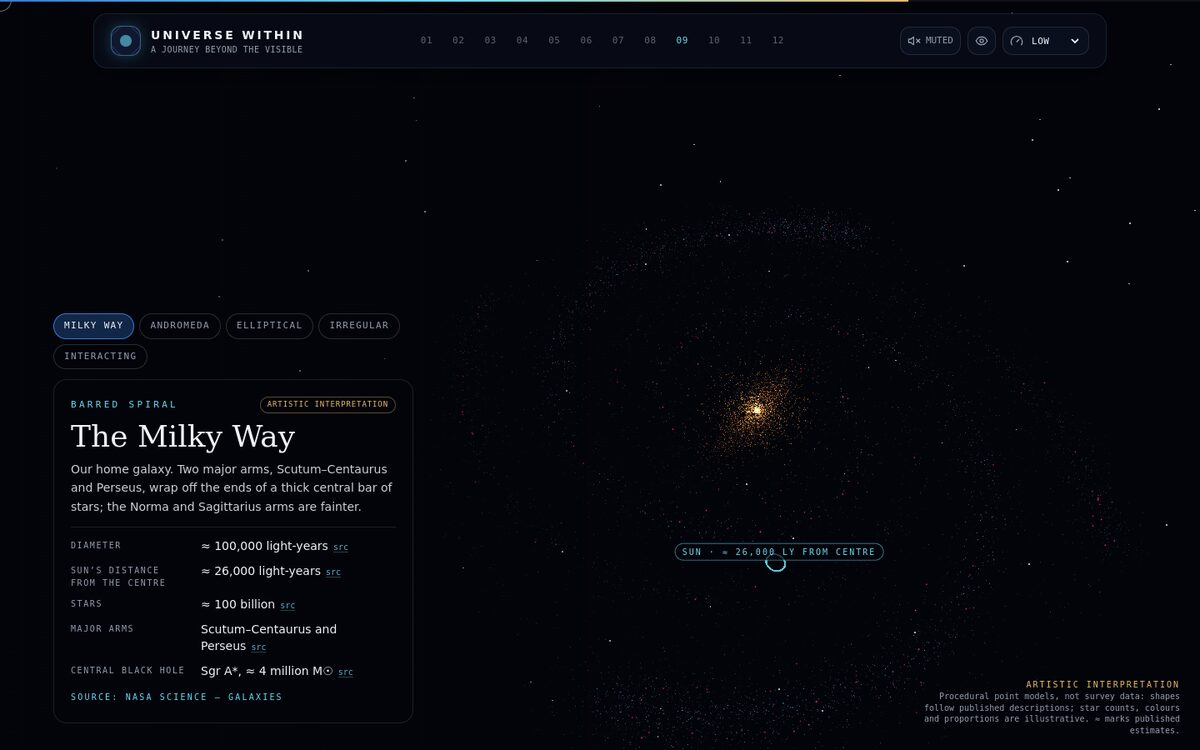 UNIVERSE WITHIN
A JOURNEY BEYOND THE VISIBLE
01 02 03 04 05 06 07 08 09 10 11 12
MUTED
LOW
MILKY WAY
ANDROMEDA
ELLIPTICAL
IRREGULAR
INTERACTING
BARRED SPIRAL
ARTISTIC INTERPRETATION
The Milky Way
Our home galaxy. Two major arms, Scutum–Centaurus
and Perseus, wrap off the ends of a thick central bar of
stars; the Norma and Sagittarius arms are fainter.
DIAMETER
≈ 100,000 light-years src
SUN'S DISTANCE
FROM THE CENTRE
≈ 26,000 light-years src
STARS
≈ 100 billion src
MAJOR ARMS
Scutum–Centaurus and
Perseus src
CENTRAL BLACK HOLE
Sgr A*, ≈ 4 million M☉ src
SOURCE: NASA SCIENCE — GALAXIES
SUN · ≈ 26,000 LY FROM CENTRE
ARTISTIC INTERPRETATION
Procedural point models, not survey data: shapes
follow published descriptions; star counts, colours
and proportions are illustrative. ≈ marks published
estimates.